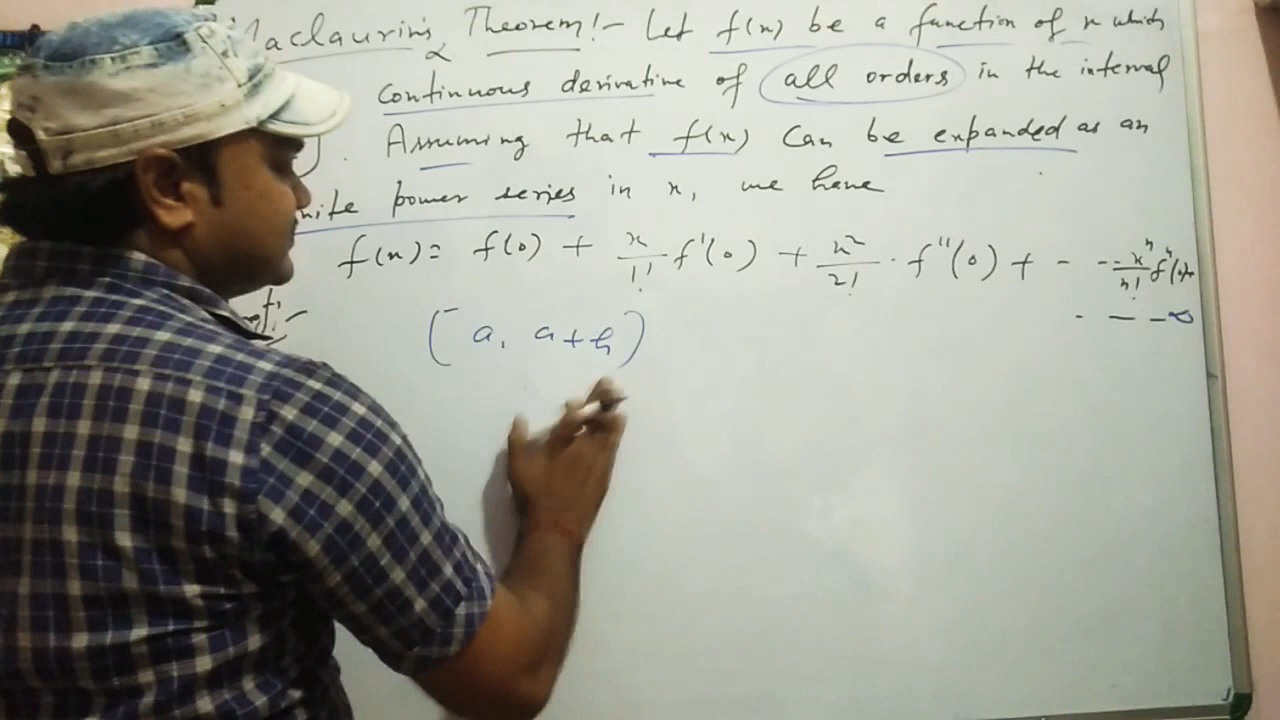 Maclaurin's Theorem!- Let f(x) be a function of x which
continuous derivative of all orders in the interval
Assuming that f(x) can be expanded as an
nite power series in x, we have
f(x) = f(0) + x/1! f'(0) + x²/2! . f''(0) + - - - xⁿ/n! fⁿ(0)
- - - ∞
[a, a+h]